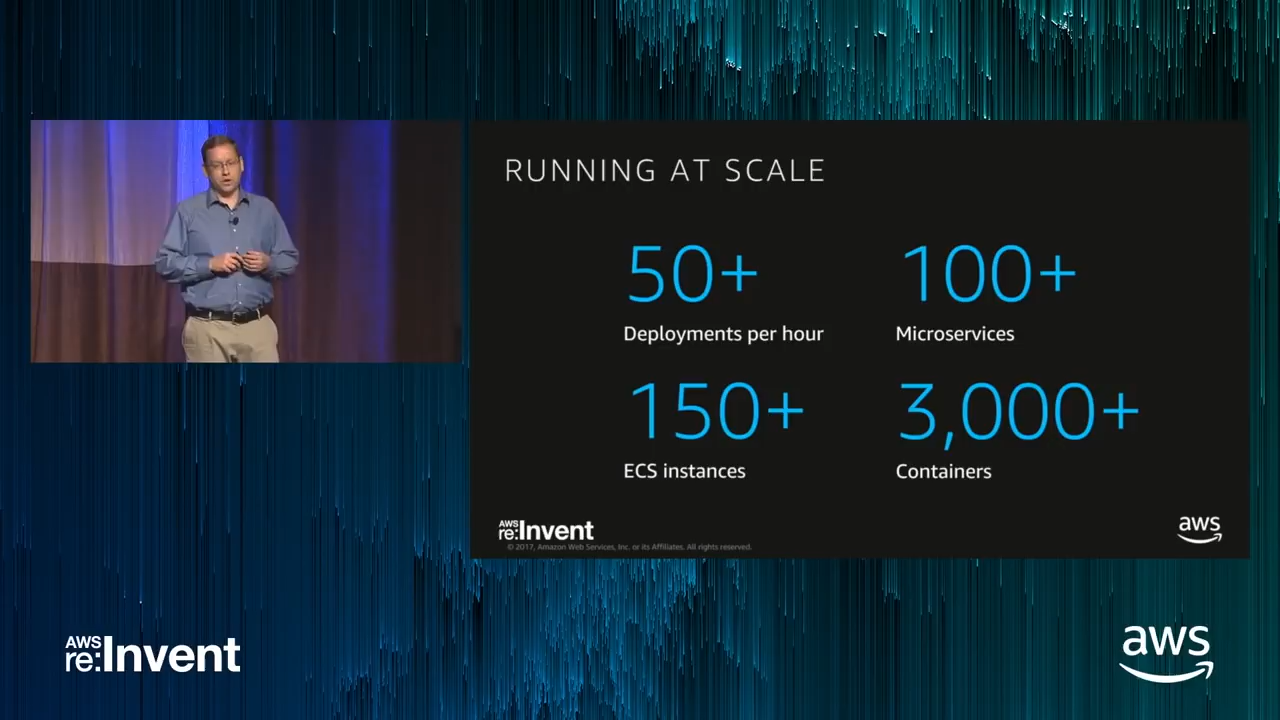 RUNNING AT SCALE
50+
100+
Deployments per hour
Microservices
150+
3,000+
ECS instances
Containers
AWS
re:Invent
© 2017, Amazon Web Services, Inc. or its Affiliates. All rights reserved.
aws
AWS
re:Invent
aws